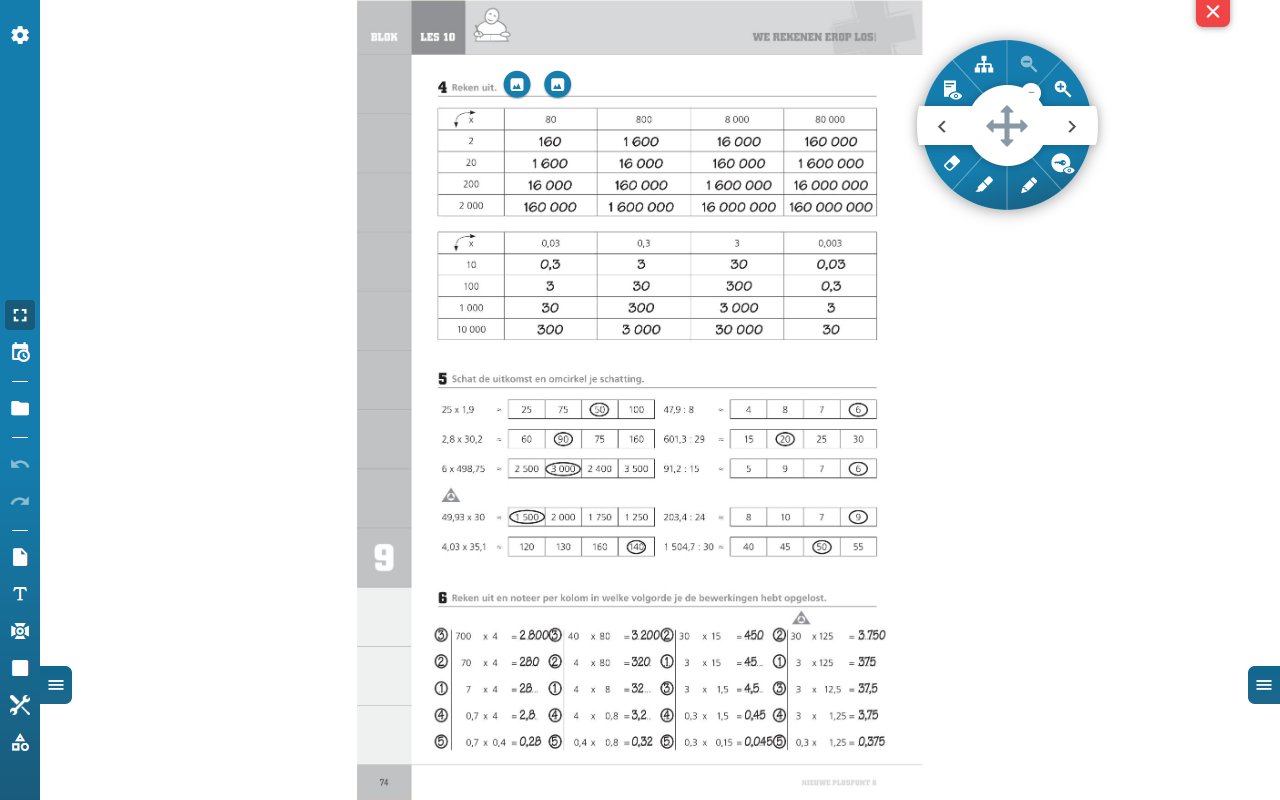 BLOK LES 10 WE REKENEN EROP LOS!
4 Reken uit.
x 80 800 8 000 80 000
2 160 1 600 16 000 160 000
20 1 600 16 000 160 000 1 600 000
200 16 000 160 000 1 600 000 16 000 000
2 000 160 000 1 600 000 16 000 000 160 000 000
x 0,03 0,3 3 0,003
10 0,3 3 30 0,03
100 3 30 300 0,3
1 000 30 300 3 000 3
10 000 300 3 000 30 000 30
5 Schat de uitkomst en omcirkel je schatting.
25 x 1,9 ≈ 25 75 50 100 47,9 : 8 ≈ 4 8 7 6
2,8 x 30,2 ≈ 60 90 75 160 601,3 : 29 ≈ 15 20 25 30
6 x 498,75 ≈ 2 500 3 000 2 400 3 500 91,2 : 15 ≈ 5 9 7 6
49,93 x 30 ≈ 1 500 2 000 1 750 1 250 203,4 : 24 ≈ 8 10 7 9
4,03 x 35,1 ≈ 120 130 160 140 1 504,7 : 30 ≈ 40 45 50 55
9
6 Reken uit en noteer per kolom in welke volgorde je de bewerkingen hebt opgelost.
3 700 x 4 = 2.800 3 40 x 80 = 3.200 2 30 x 15 = 450 2 30 x 125 = 3.750
2 70 x 4 = 280 2 4 x 80 = 320 1 3 x 15 = 45... 1 3 x 125 = 375
1 7 x 4 = 28... 1 4 x 8 = 32... 3 3 x 1,5 = 4,5.. 3 3 x 12,5 = 37,5
4 0,7 x 4 = 2,8.. 4 4 x 0,8 = 3,2.. 4 0,3 x 1,5 = 0,45 4 3 x 1,25 = 3,75
5 0,7 x 0,4 = 0,28 5 0,4 x 0,8 = 0,32 5 0,3 x 0,15 = 0,045 5 0,3 x 1,25 = 0,375
74 NIEUWE PLUSPUNT 6